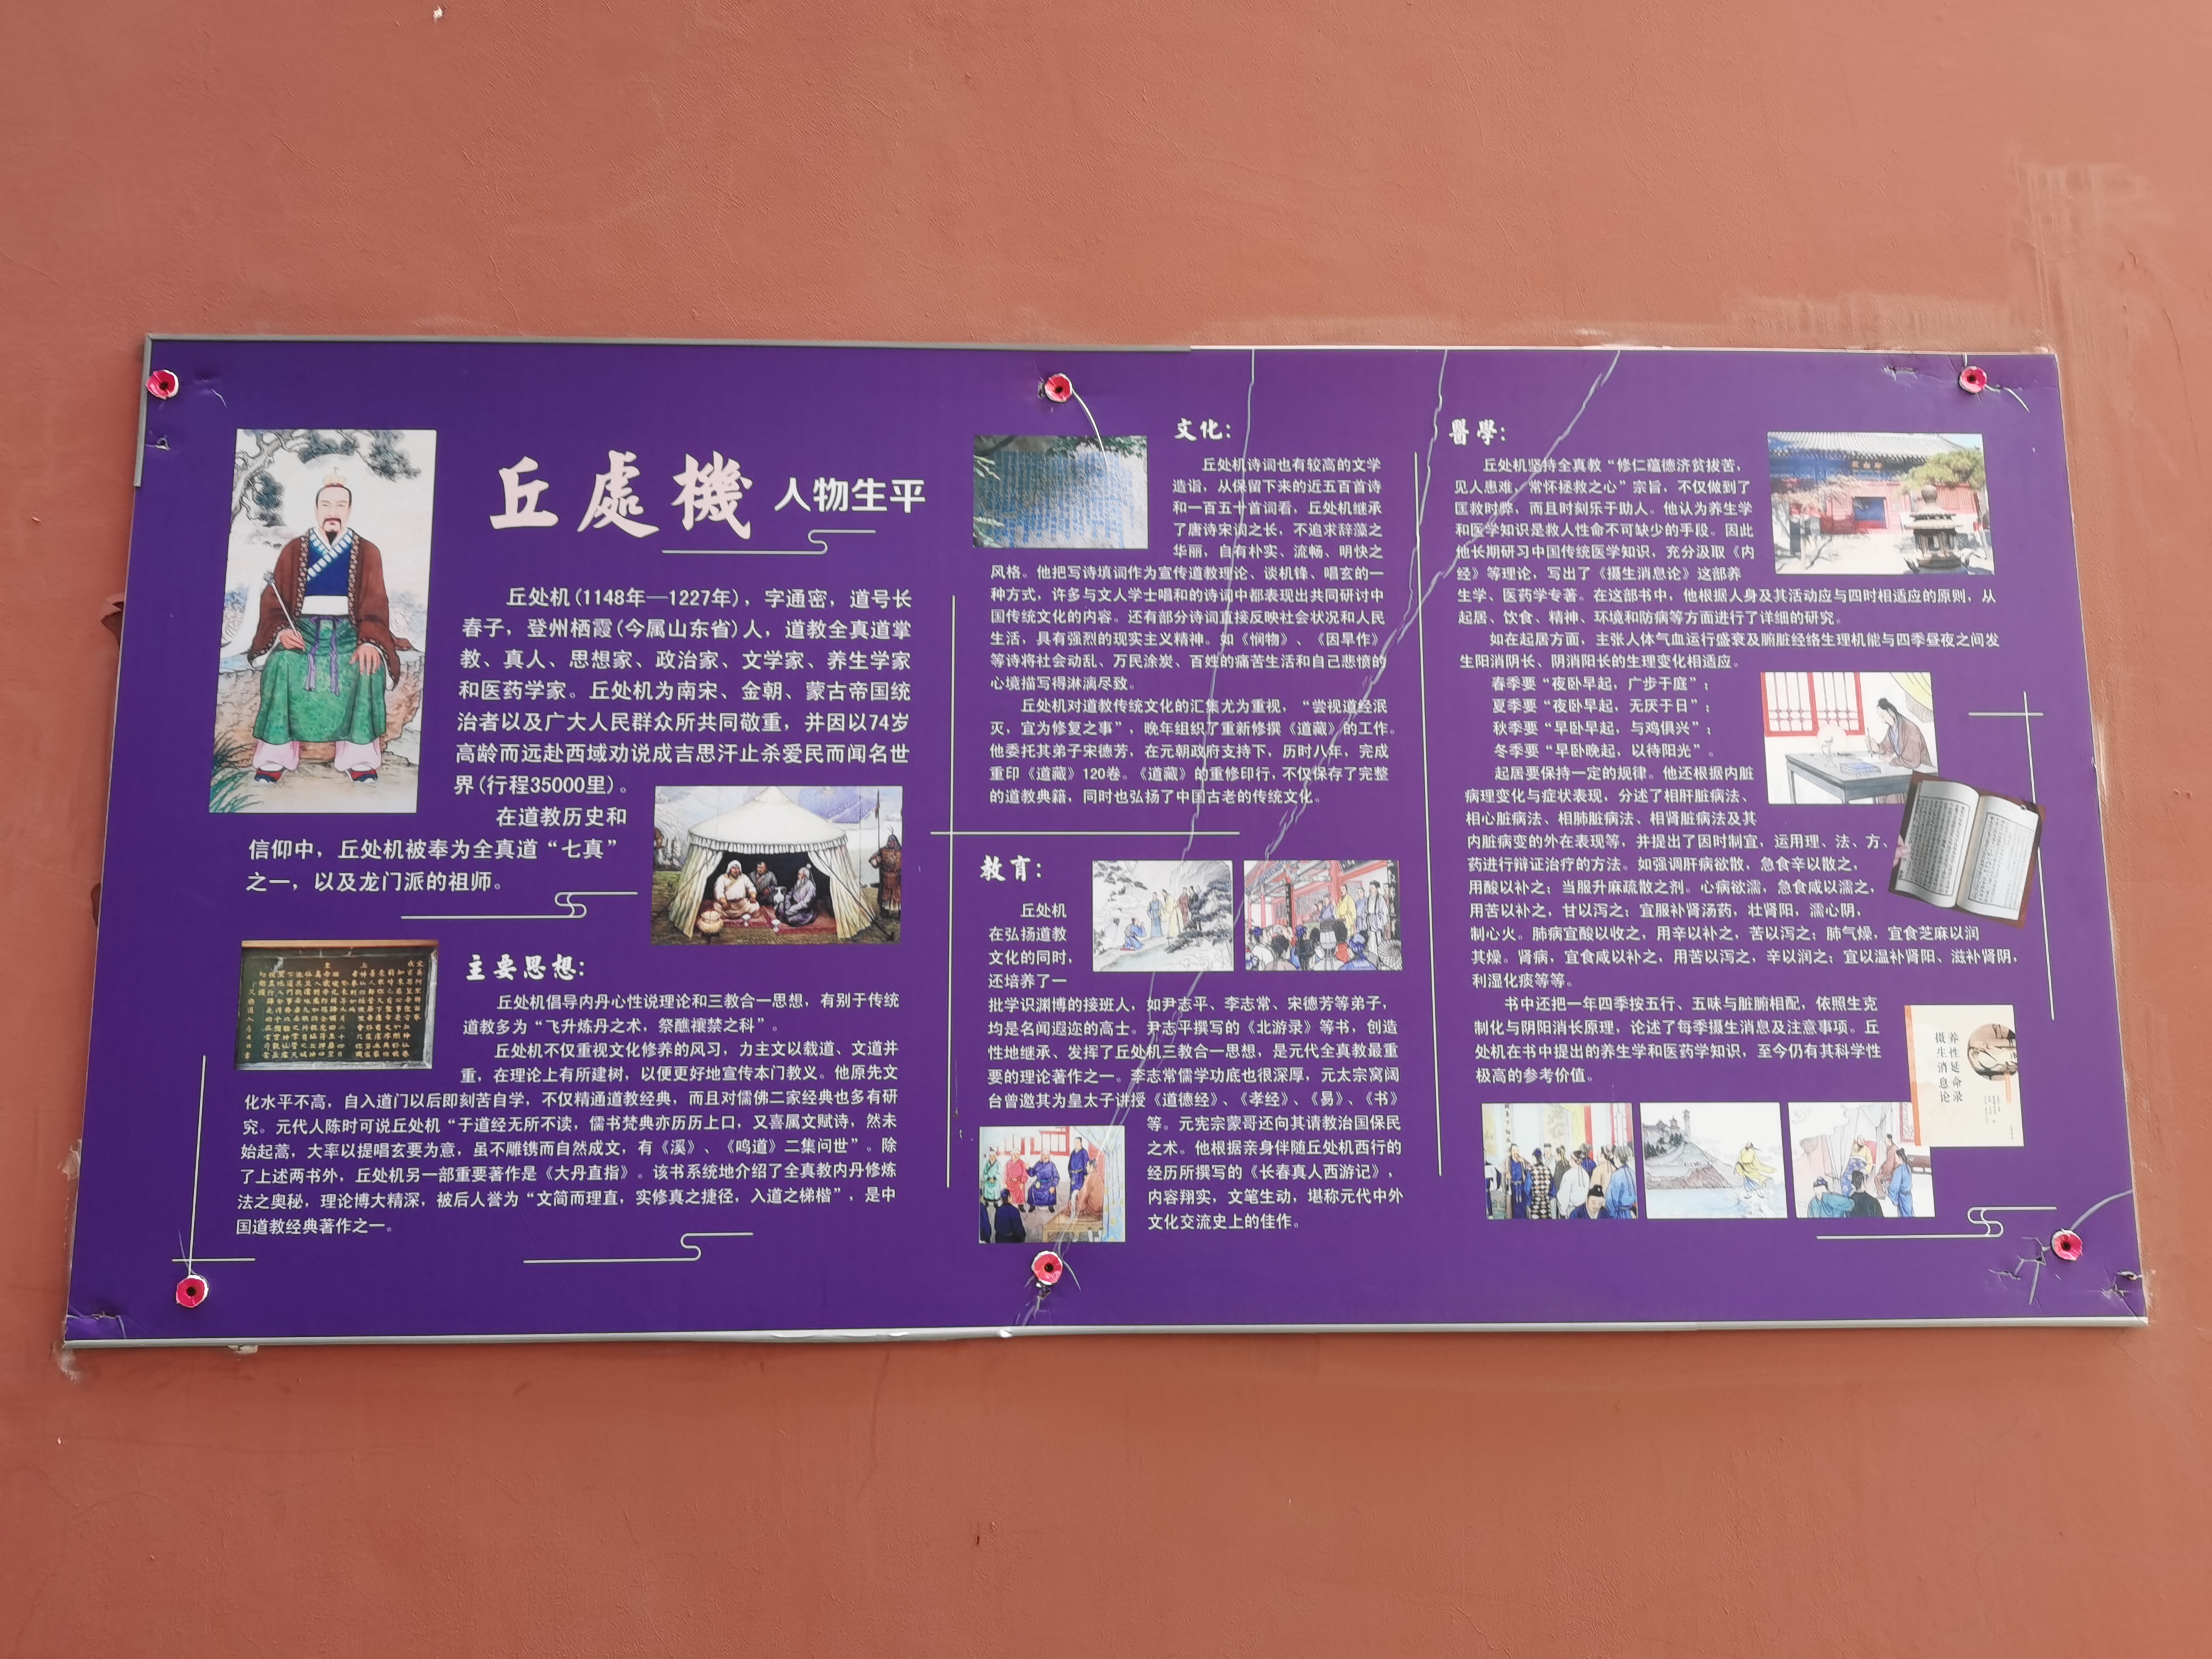 丘處機 人物生平
丘处机(1148年—1227年)，字通密，道号长
春子，登州栖霞(今属山东省)人，道教全真道掌
教、真人、思想家、政治家、文学家、养生学家
和医药学家。丘处机为南宋、金朝、蒙古帝国统
治者以及广大人民群众所共同敬重，并因以74岁
高龄而远赴西域劝说成吉思汗止杀爱民而闻名世
界(行程35000里)。
在道教历史和
信仰中，丘处机被奉为全真道“七真”
之一，以及龙门派的祖师。
主要思想：
丘处机倡导内丹心性说理论和三教合一思想，有别于传统
道教多为“飞升炼丹之术，祭醮禳禁之科”。
丘处机不仅重视文化修养的风习，力主文以载道、文道并
重，在理论上有所建树，以便更好地宣传本门教义。他原先文
化水平不高，自入道门以后即刻苦自学，不仅精通道教经典，而且对儒佛二家经典也多有研
究。元代人陈时可说丘处机“于道经无所不读，儒书梵典亦历历上口，又喜属文赋诗，然未
始起蒿，大率以提唱玄要为意，虽不雕镌而自然成文，有《溪》、《鸣道》二集问世”。除
了上述两书外，丘处机另一部重要著作是《大丹直指》。该书系统地介绍了全真教内丹修炼
法之奥秘，理论博大精深，被后人誉为“文简而理直，实修真之捷径，入道之梯楷”，是中
国道教经典著作之一。
文化：
丘处机诗词也有较高的文学
造诣，从保留下来的近五百首诗
和一百五十首词看，丘处机继承
了唐诗宋词之长，不追求辞藻之
华丽，自有朴实、流畅、明快之
风格。他把写诗填词作为宣传道教理论、谈机锋、唱玄的一
种方式，许多与文人学士唱和的诗词中都表现出共同研讨中
国传统文化的内容。还有部分诗词直接反映社会状况和人民
生活，具有强烈的现实主义精神。如《悯物》、《因旱作》
等诗将社会动乱、万民涂炭、百姓的痛苦生活和自己悲愤的
心境描写得淋漓尽致。
丘处机对道教传统文化的汇集尤为重视，“尝视道经泯
灭，宜为修复之事”，晚年组织了重新修撰《道藏》的工作。
他委托其弟子宋德芳，在元朝政府支持下，历时八年，完成
重印《道藏》120卷。《道藏》的重修印行，不仅保存了完整
的道教典籍，同时也弘扬了中国古老的传统文化。
教育：
丘处机
在弘扬道教
文化的同时，
还培养了一
批学识渊博的接班人，如尹志平、李志常、宋德芳等弟子，
均是名闻遐迩的高士。尹志平撰写的《北游录》等书，创造
性地继承、发挥了丘处机三教合一思想，是元代全真教最重
要的理论著作之一。李志常儒学功底也很深厚，元太宗窝阔
台曾邀其为皇太子讲授《道德经》、《孝经》、《易》、《书》
等。元宪宗蒙哥还向其请教治国保民
之术。他根据亲身伴随丘处机西行的
经历所撰写的《长春真人西游记》，
内容翔实，文笔生动，堪称元代中外
文化交流史上的佳作。
醫學：
丘处机坚持全真教“修仁蕴德济贫拔苦，
见人患难，常怀拯救之心”宗旨，不仅做到了
匡救时弊，而且时刻乐于助人。他认为养生学
和医学知识是救人性命不可缺少的手段。因此
他长期研习中国传统医学知识，充分汲取《内
经》等理论，写出了《摄生消息论》这部养
生学、医药学专著。在这部书中，他根据人身及其活动应与四时相适应的原则，从
起居、饮食、精神、环境和防病等方面进行了详细的研究。
如在起居方面，主张人体气血运行盛衰及腑脏经络生理机能与四季昼夜之间发
生阳消阴长、阴消阳长的生理变化相适应。
春季要“夜卧早起，广步于庭”；
夏季要“夜卧早起，无厌于日”；
秋季要“早卧早起，与鸡俱兴”；
冬季要“早卧晚起，以待阳光”。
起居要保持一定的规律。他还根据内脏
病理变化与症状表现，分述了相肝脏病法、
相心脏病法、相肺脏病法、相肾脏病法及其
内脏病变的外在表现等，并提出了因时制宜，运用理、法、方、
药进行辩证治疗的方法。如强调肝病欲散，急食辛以散之，
用酸以补之；当服升麻疏散之剂。心病欲濡，急食咸以濡之，
用苦以补之，甘以泻之；宜服补肾汤药，壮肾阳，濡心阴，
制心火。肺病宜酸以收之，用辛以补之，苦以泻之；肺气燥，宜食芝麻以润
其燥。肾病，宜食咸以补之，用苦以泻之，辛以润之；宜以温补肾阳、滋补肾阴，
利湿化痰等等。
书中还把一年四季按五行、五味与脏腑相配，依照生克
制化与阴阳消长原理，论述了每季摄生消息及注意事项。丘
处机在书中提出的养生学和医药学知识，至今仍有其科学性
极高的参考价值。
养性延命录
摄生消息论